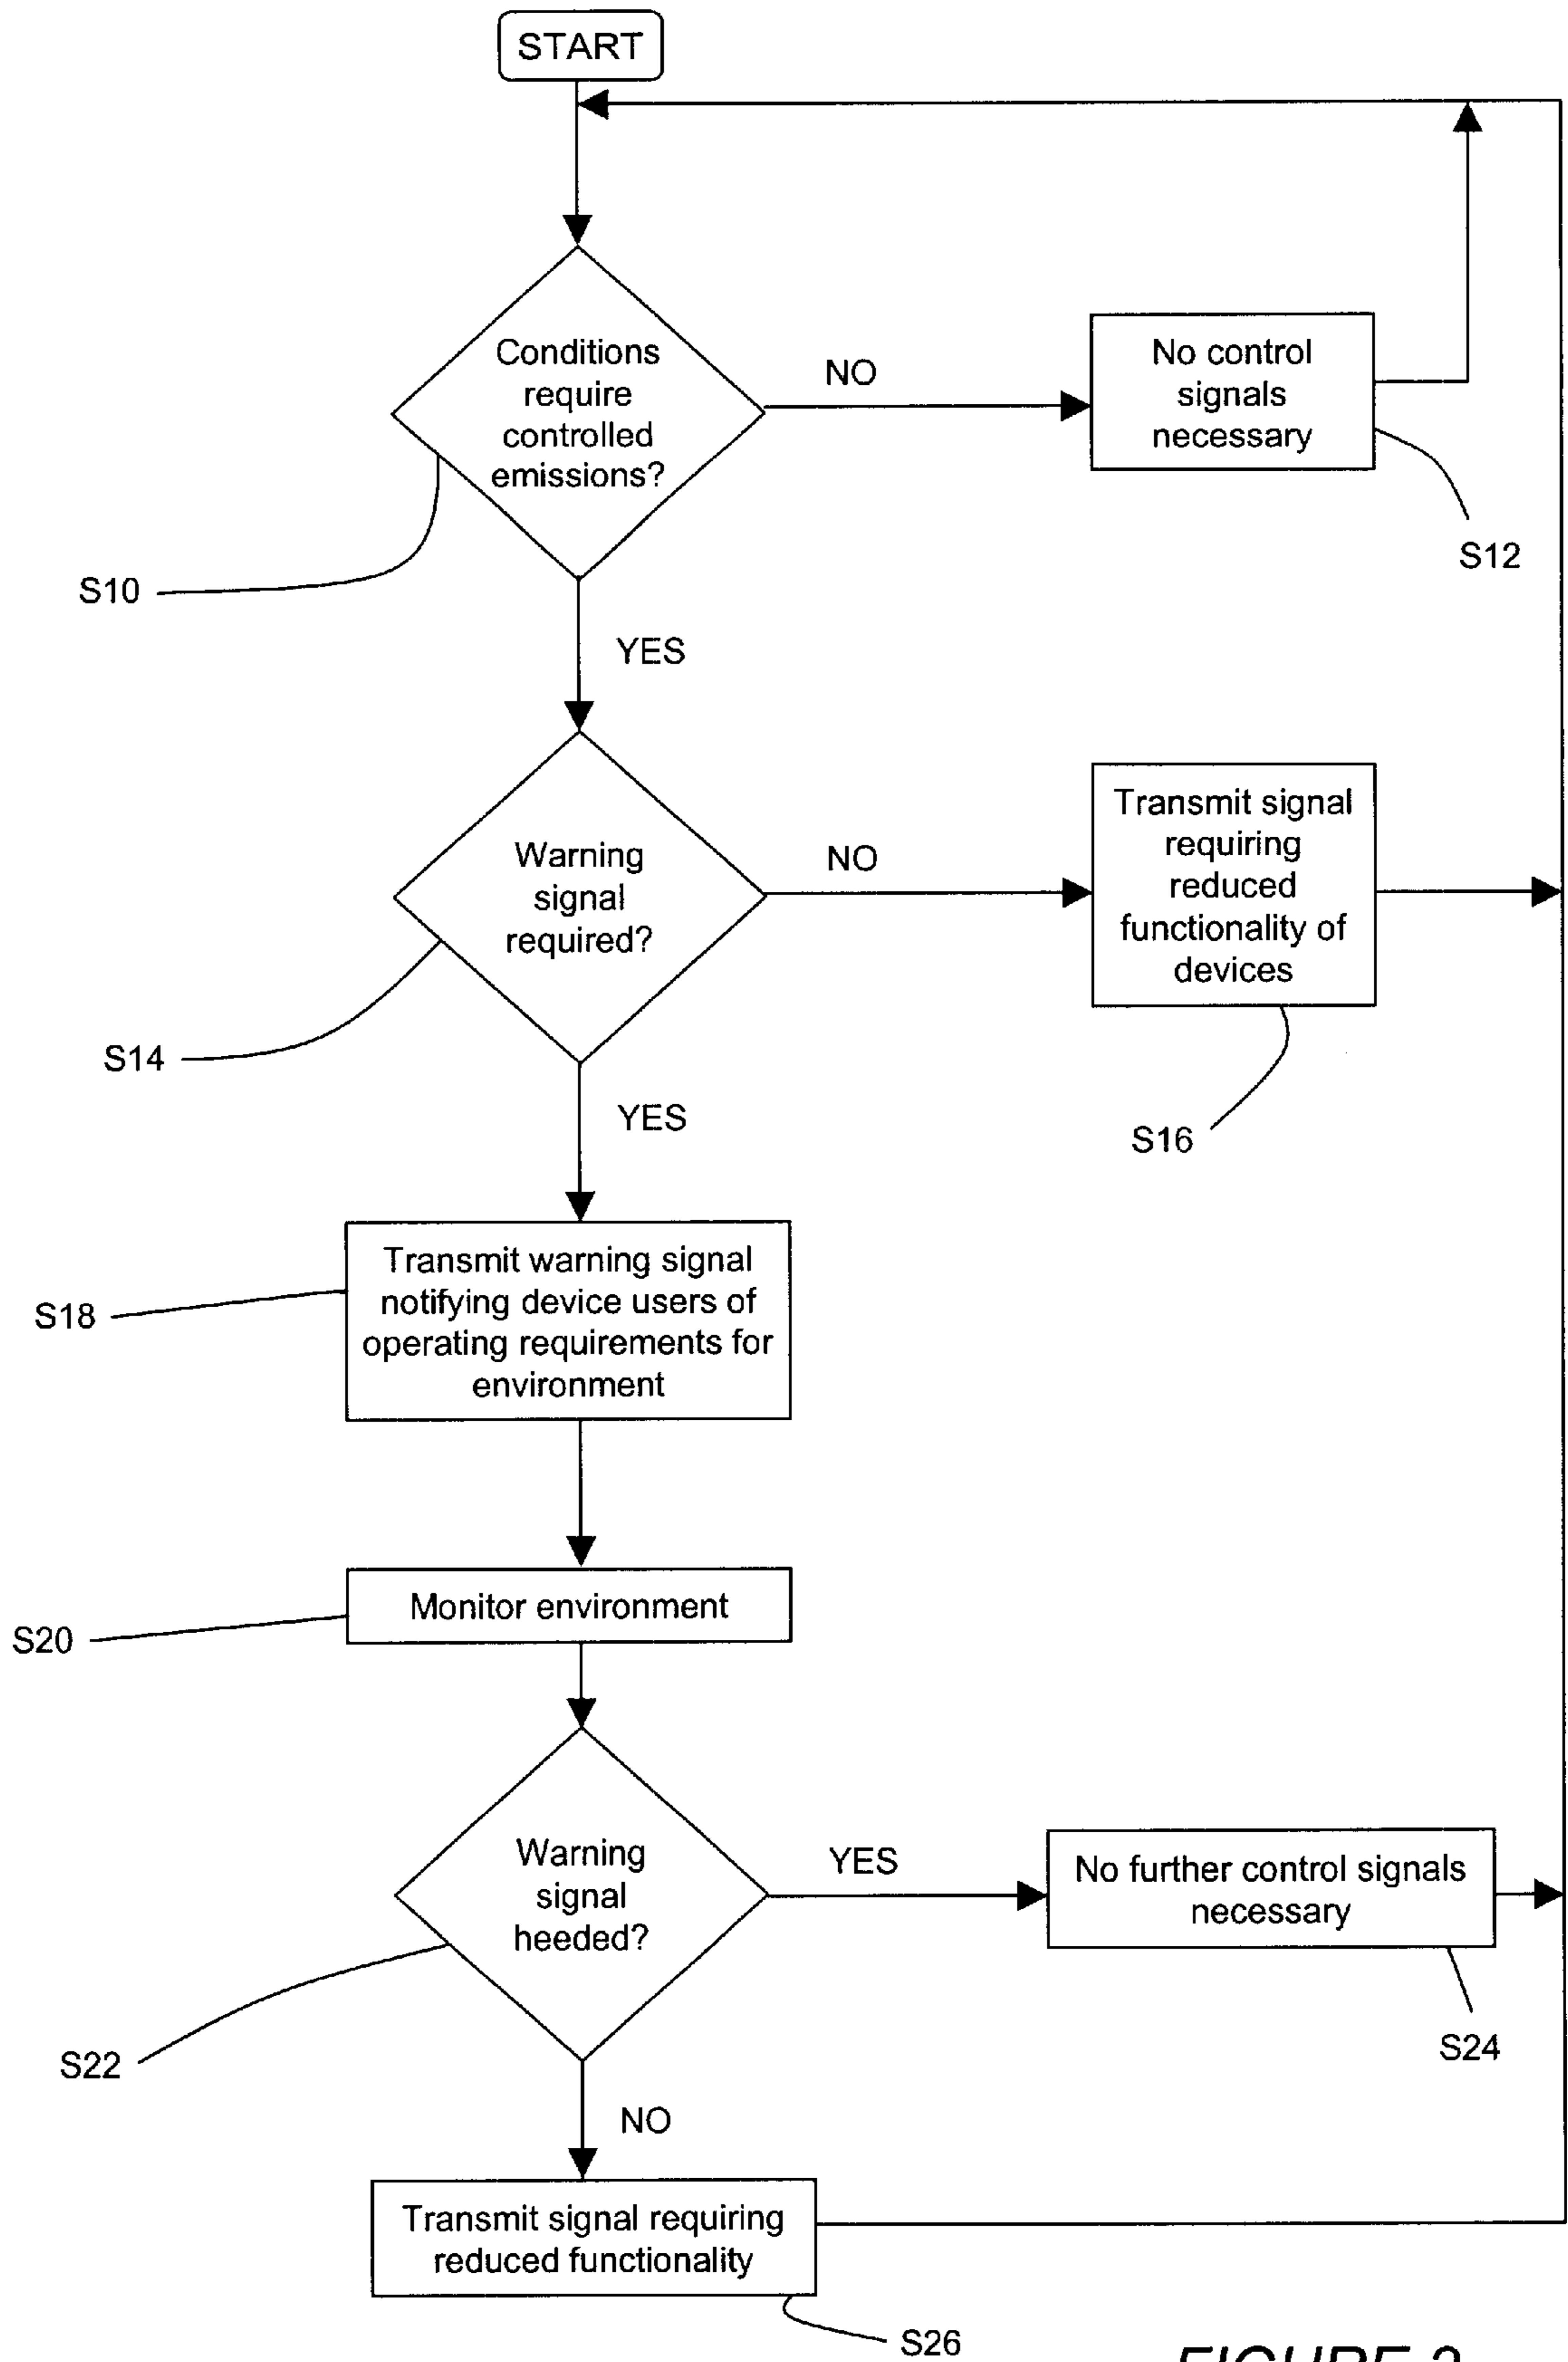 START
Conditions
require
controlled
emissions?
NO
No control
signals
necessary
S12
S10
YES
Warning
signal
required?
NO
Transmit signal
requiring
reduced
functionality of
devices
S14
S16
YES
Transmit warning signal
notifying device users of
operating requirements for
environment
S18
Monitor environment
S20
Warning
signal
heeded?
YES
No further control signals
necessary
S22
S24
NO
Transmit signal requiring
reduced functionality
S26
FIGURE